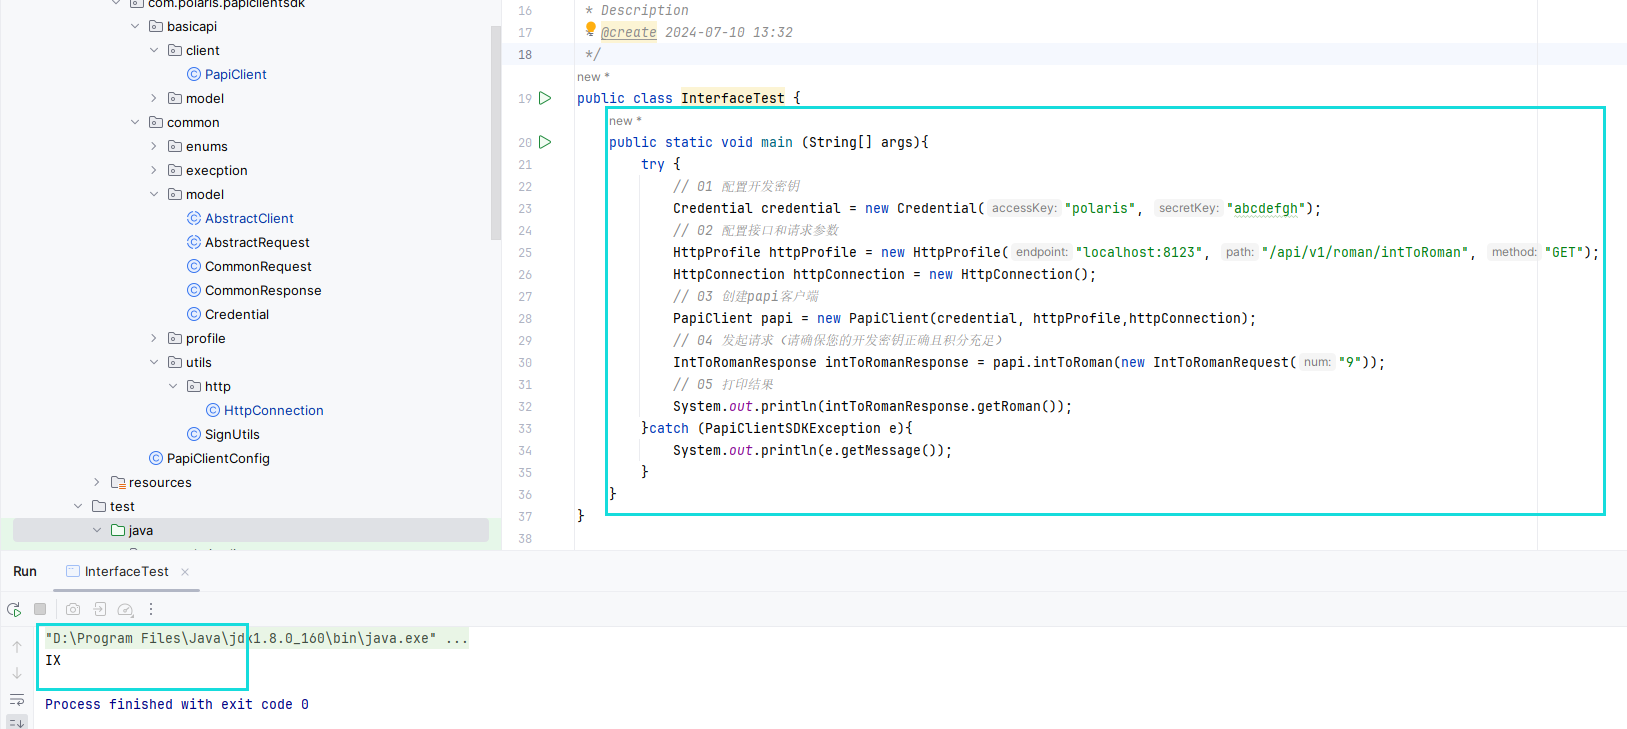 com.polaris.papiclientsdk
basicapi
client
PapiClient
model
common
enums
execption
model
AbstractClient
AbstractRequest
CommonRequest
CommonResponse
Credential
profile
utils
http
HttpConnection
SignUtils
PapiClientConfig
resources
test
java
16 * Description
17 @create 2024-07-10 13:32
18 */
new *
19 public class InterfaceTest {
new *
20 public static void main (String[] args){
21 try {
22 // 01 配置开发密钥
23 Credential credential = new Credential( accessKey: "polaris", secretKey: "abcdefgh");
24 // 02 配置接口和请求参数
25 HttpProfile httpProfile = new HttpProfile( endpoint: "localhost:8123", path: "/api/v1/roman/intToRoman", method: "GET");
26 HttpConnection httpConnection = new HttpConnection();
27 // 03 创建papi客户端
28 PapiClient papi = new PapiClient(credential, httpProfile,httpConnection);
29 // 04 发起请求（请确保您的开发密钥正确且积分充足）
30 IntToRomanResponse intToRomanResponse = papi.intToRoman(new IntToRomanRequest( num: "9"));
31 // 05 打印结果
32 System.out.println(intToRomanResponse.getRoman());
33 }catch (PapiClientSDKException e){
34 System.out.println(e.getMessage());
35 }
36 }
37 }
38
Run InterfaceTest
"D:\Program Files\Java\jdk1.8.0_160\bin\java.exe" ...
IX
Process finished with exit code 0